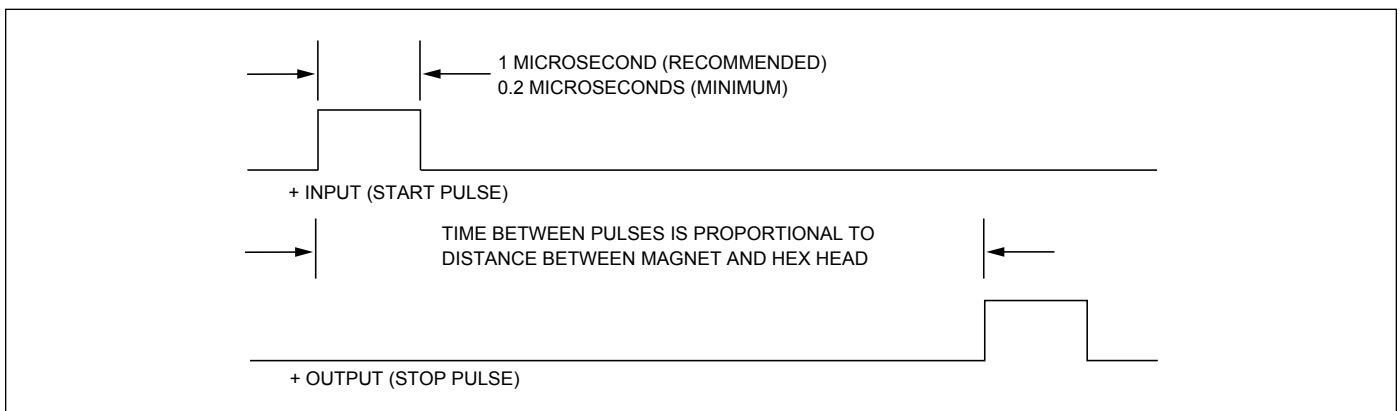 1 MICROSECOND (RECOMMENDED)
0.2 MICROSECONDS (MINIMUM)
+ INPUT (START PULSE)
TIME BETWEEN PULSES IS PROPORTIONAL TO
DISTANCE BETWEEN MAGNET AND HEX HEAD
+ OUTPUT (STOP PULSE)